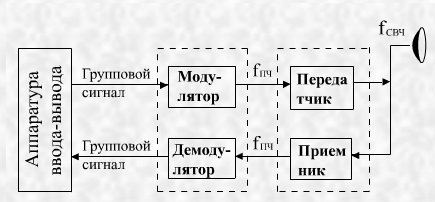 fСВЧ
Аппаратура
ввода-вывода
Групповой
сигнал
Моду-
лятор
fПЧ
Переда
тчик
Групповой
сигнал
Демоду-
лятор
fПЧ
Прием
ник